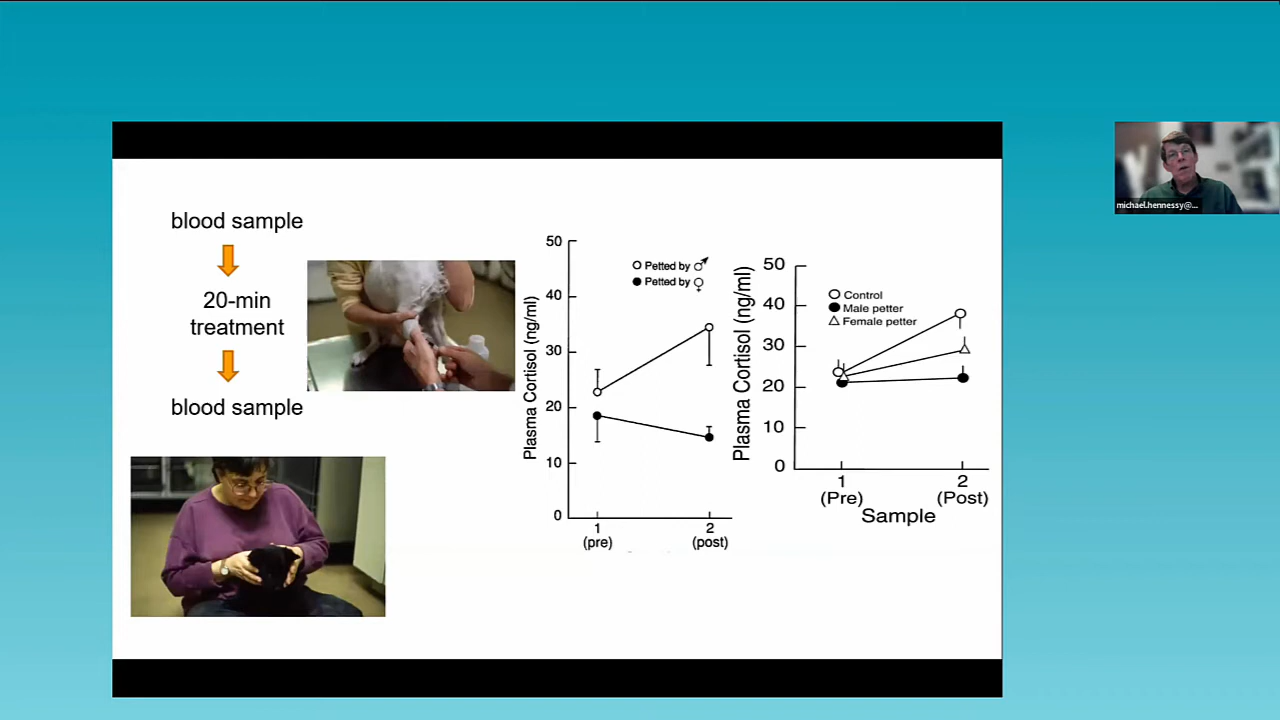 blood sample
20-min
treatment
blood sample
50
40
30
20
10
0
Plasma Cortisol (ng/ml)
Petted by ♂
Petted by ♀
1
(pre)
2
(post)
50
40
30
20
10
0
Plasma Cortisol (ng/ml)
Control
Male petter
Female petter
1
(Pre)
2
(Post)
Sample
michael.hennessy@...